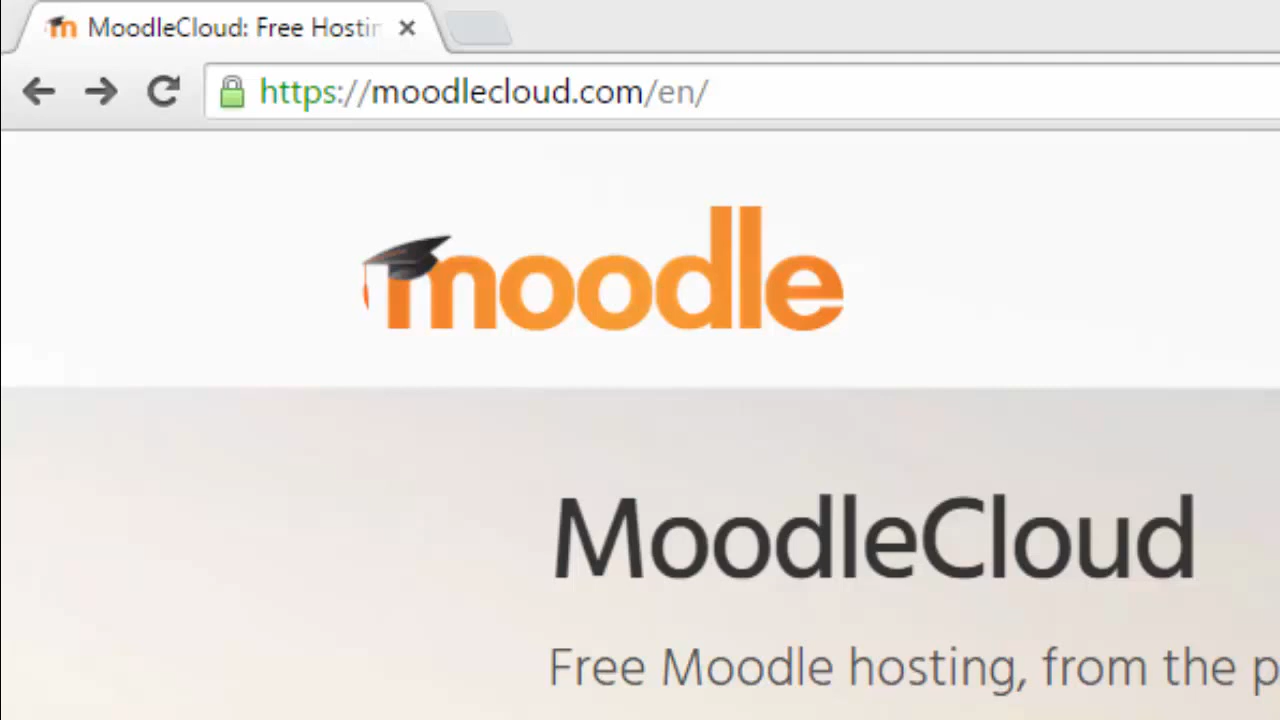 MoodleCloud: Free Hostin
https://moodlecloud.com/en/
moodle
MoodleCloud
Free Moodle hosting, from the p